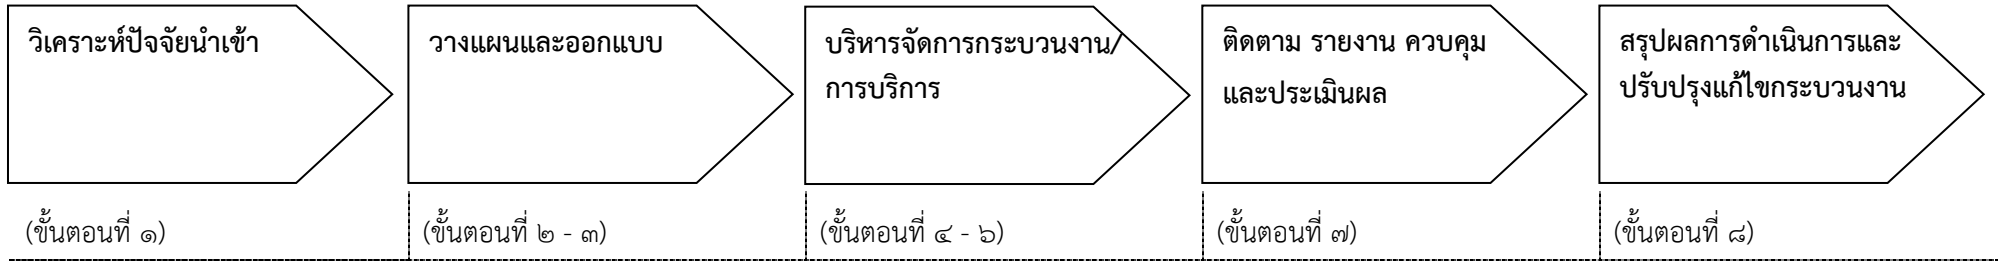 วิเคราะห์ปัจจัยนำเข้า
(ขั้นตอนที่ ๑)
วางแผนและออกแบบ
(ขั้นตอนที่ ๒ - ๓)
บริหารจัดการกระบวนงาน/
การบริการ
(ขั้นตอนที่ ๔ - ๖)
ติดตาม รายงาน ควบคุม
และประเมินผล
(ขั้นตอนที่ ๗)
สรุปผลการดำเนินการและ
ปรับปรุงแก้ไขกระบวนงาน
(ขั้นตอนที่ ๘)